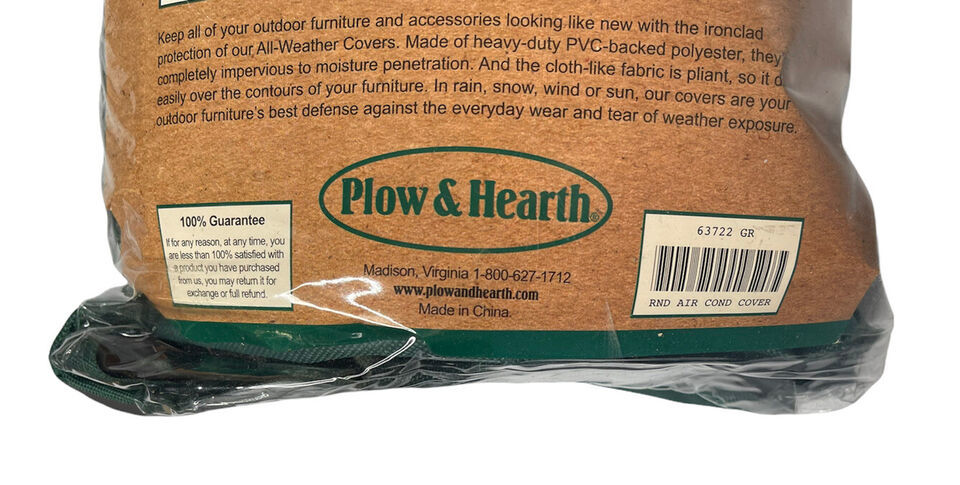 Keep all of your outdoor furniture and accessories looking like new with the ironclad
protection of our All-Weather Covers. Made of heavy-duty PVC-backed polyester, they
completely impervious to moisture penetration. And the cloth-like fabric is pliant, so it d
easily over the contours of your furniture. In rain, snow, wind or sun, our covers are your
outdoor furniture's best defense against the everyday wear and tear of weather exposure.
Plow & Hearth®
100% Guarantee
If for any reason, at any time, you
are less than 100% satisfied with
a product you have purchased
from us, you may return it for
exchange or full refund.
Madison, Virginia 1-800-627-1712
www.plowandhearth.com
Made in China.
63722 GR
RND AIR COND COVER